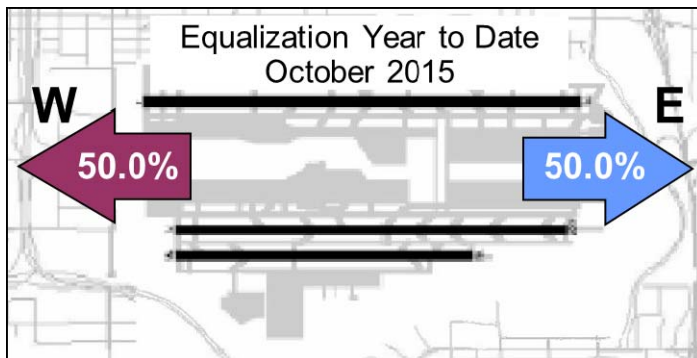 Equalization Year to Date
October 2015
W
E
50.0%
50.0%